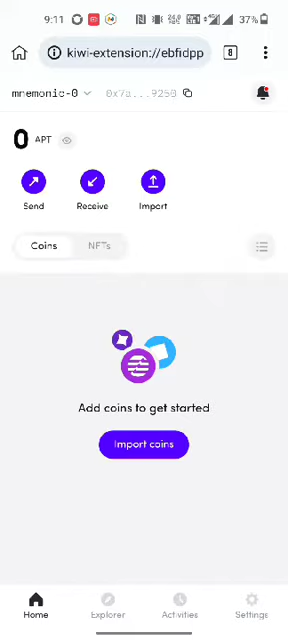 9:11
37%
kiwi-extension://ebfidpp
8
mnemonic-0
0x7a...9250
0 APT
Send
Receive
Import
Coins
NFTs
Add coins to get started
Import coins
Home
Explorer
Activities
Settings